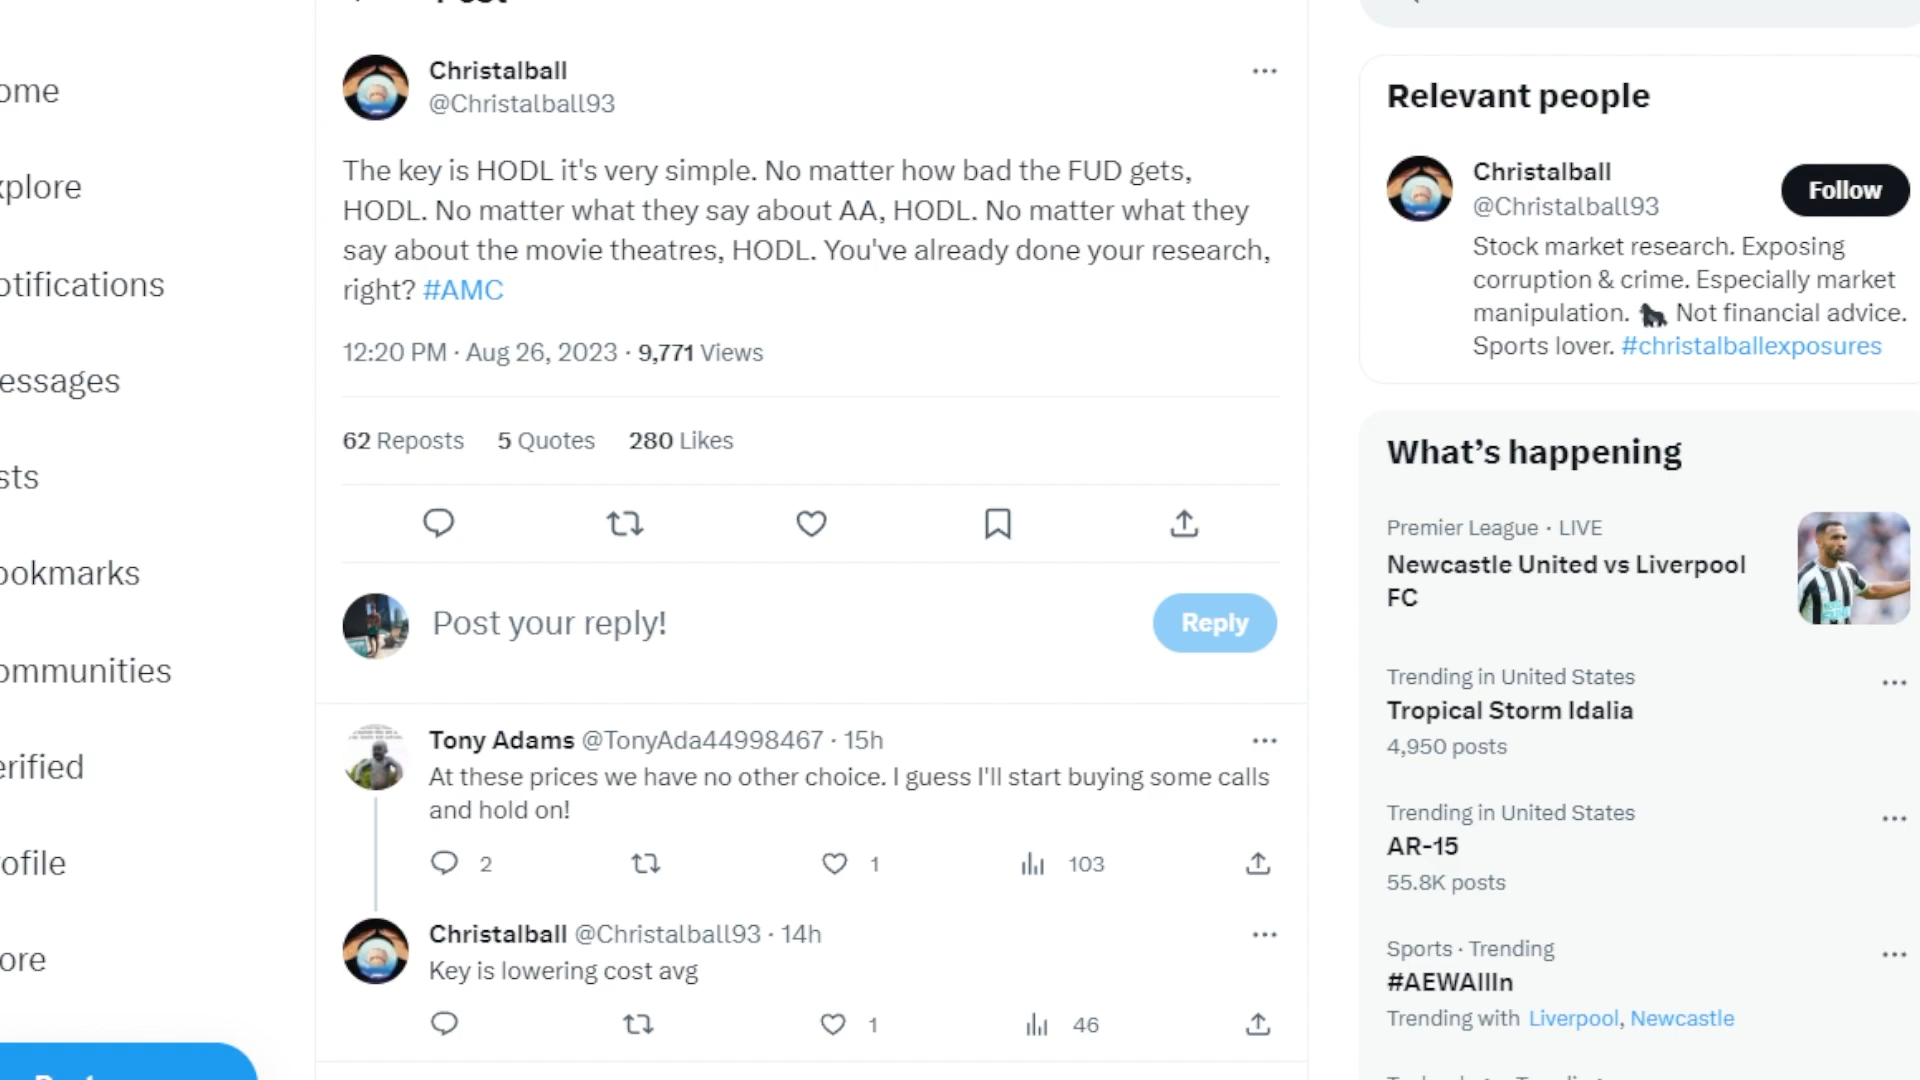 Post
Christalball
@Christalball93
The key is HODL it's very simple. No matter how bad the FUD gets,
HODL. No matter what they say about AA, HODL. No matter what they
say about the movie theatres, HODL. You've already done your research,
right? #AMC
12:20 PM · Aug 26, 2023 · 9,771 Views
62 Reposts 5 Quotes 280 Likes
Post your reply!
Reply
Tony Adams @TonyAda44998467 · 15h
At these prices we have no other choice. I guess I'll start buying some calls
and hold on!
2 1 103
Christalball @Christalball93 · 14h
Key is lowering cost avg
1 46
ome
xplore
otifications
essages
sts
ookmarks
ommunities
erified
ofile
ore
Relevant people
Christalball
@Christalball93
Follow
Stock market research. Exposing
corruption & crime. Especially market
manipulation. 🦍 Not financial advice.
Sports lover. #christalballexposures
What’s happening
Premier League · LIVE
Newcastle United vs Liverpool
FC
Trending in United States
Tropical Storm Idalia
4,950 posts
Trending in United States
AR-15
55.8K posts
Sports · Trending
#AEWAllIn
Trending with Liverpool, Newcastle